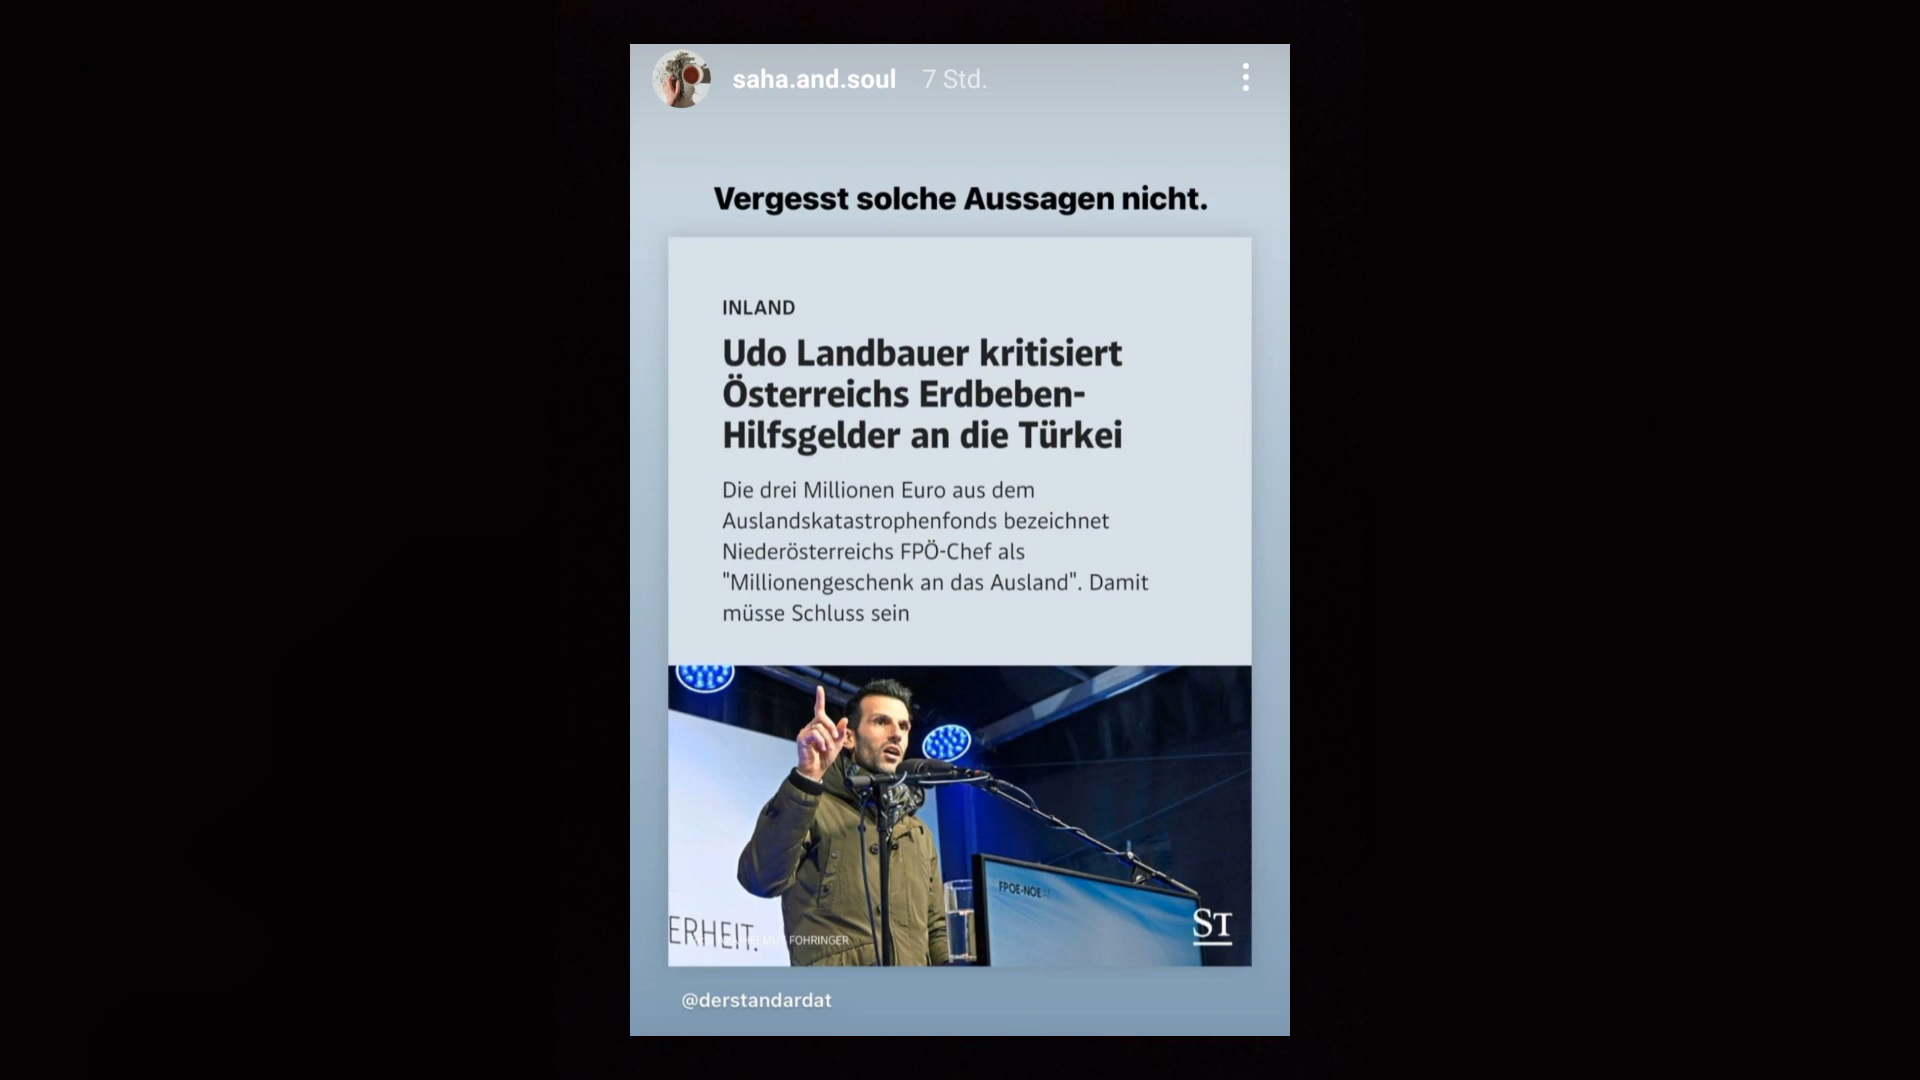 saha.and.soul 7 Std.
Vergesst solche Aussagen nicht.
INLAND
Udo Landbauer kritisiert
Österreichs Erdbeben-
Hilfsgelder an die Türkei
Die drei Millionen Euro aus dem
Auslandskatastrophenfonds bezeichnet
Niederösterreichs FPÖ-Chef als
"Millionengeschenk an das Ausland". Damit
müsse Schluss sein
FPOE-NOE
ST
ERHEIT.
FOHRINGER
@derstandardat